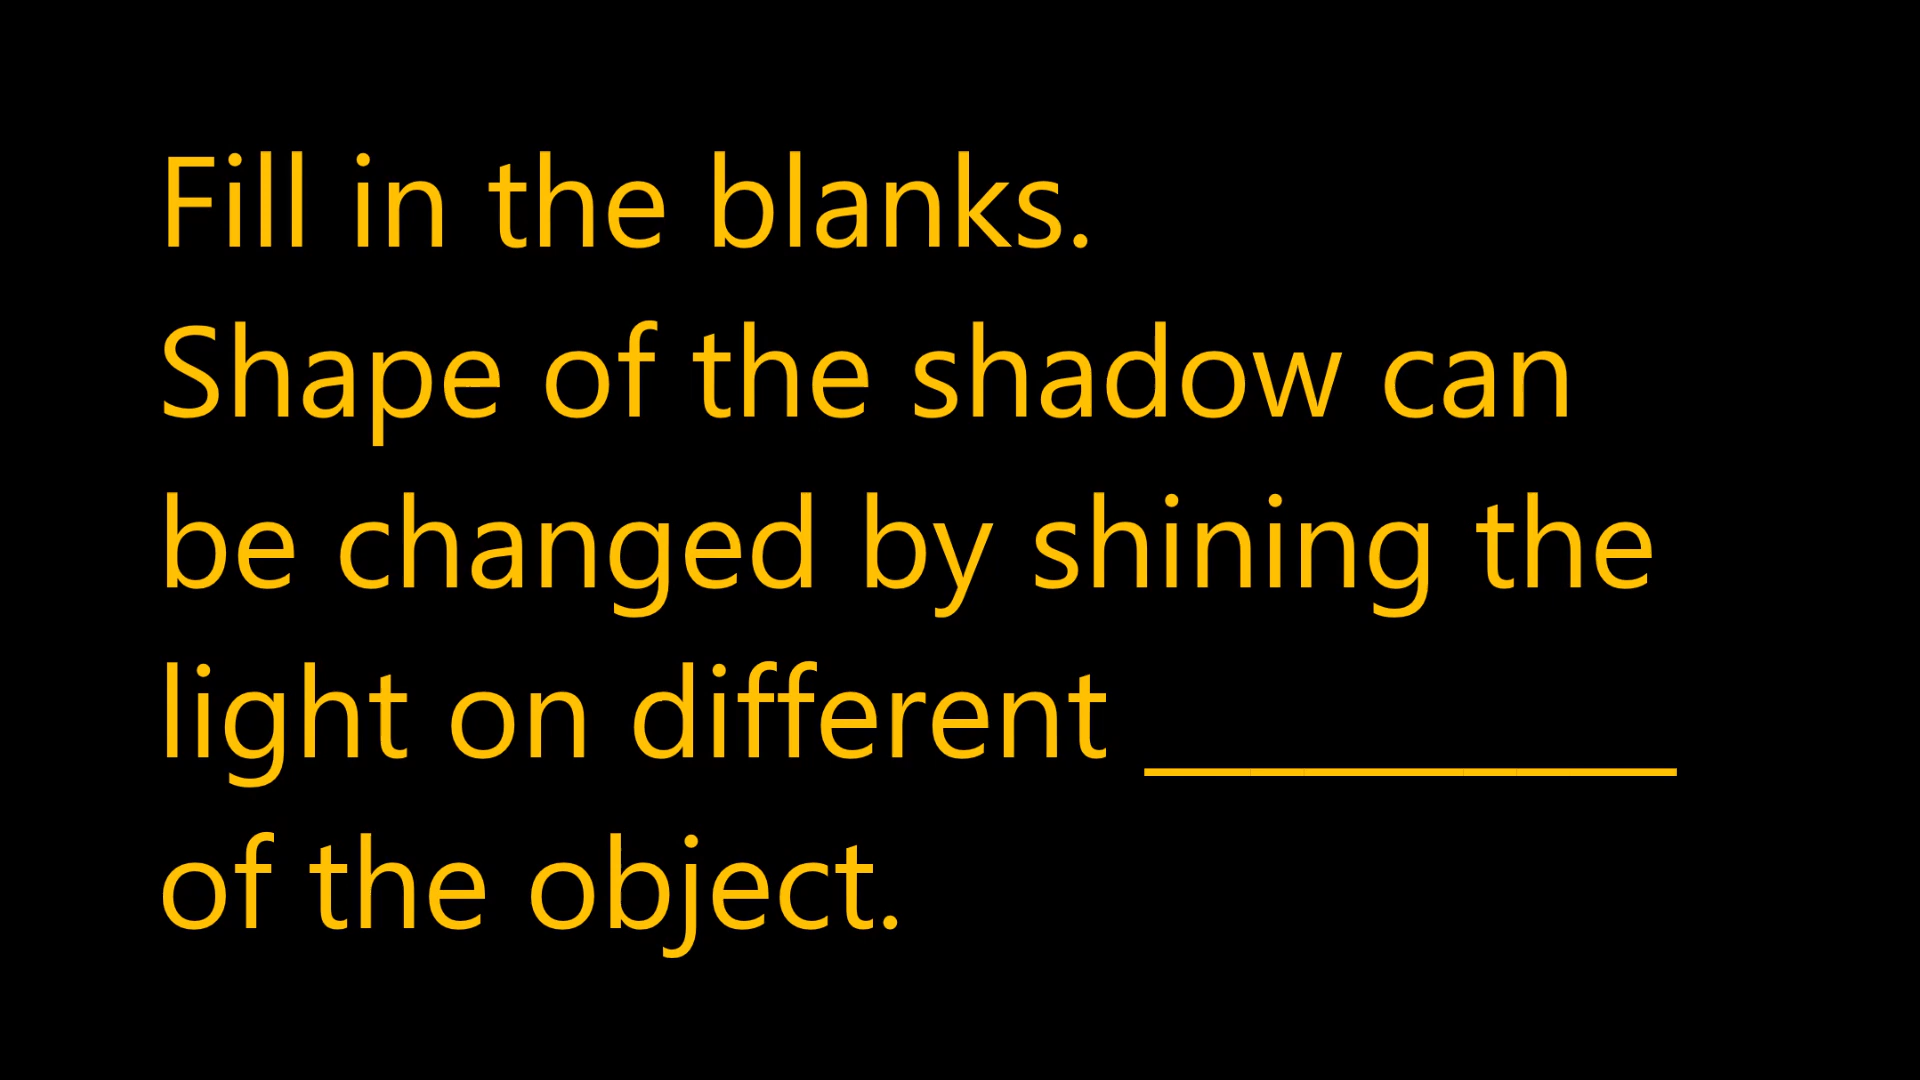 Fill in the blanks.
Shape of the shadow can
be changed by shining the
light on different __________
of the object.